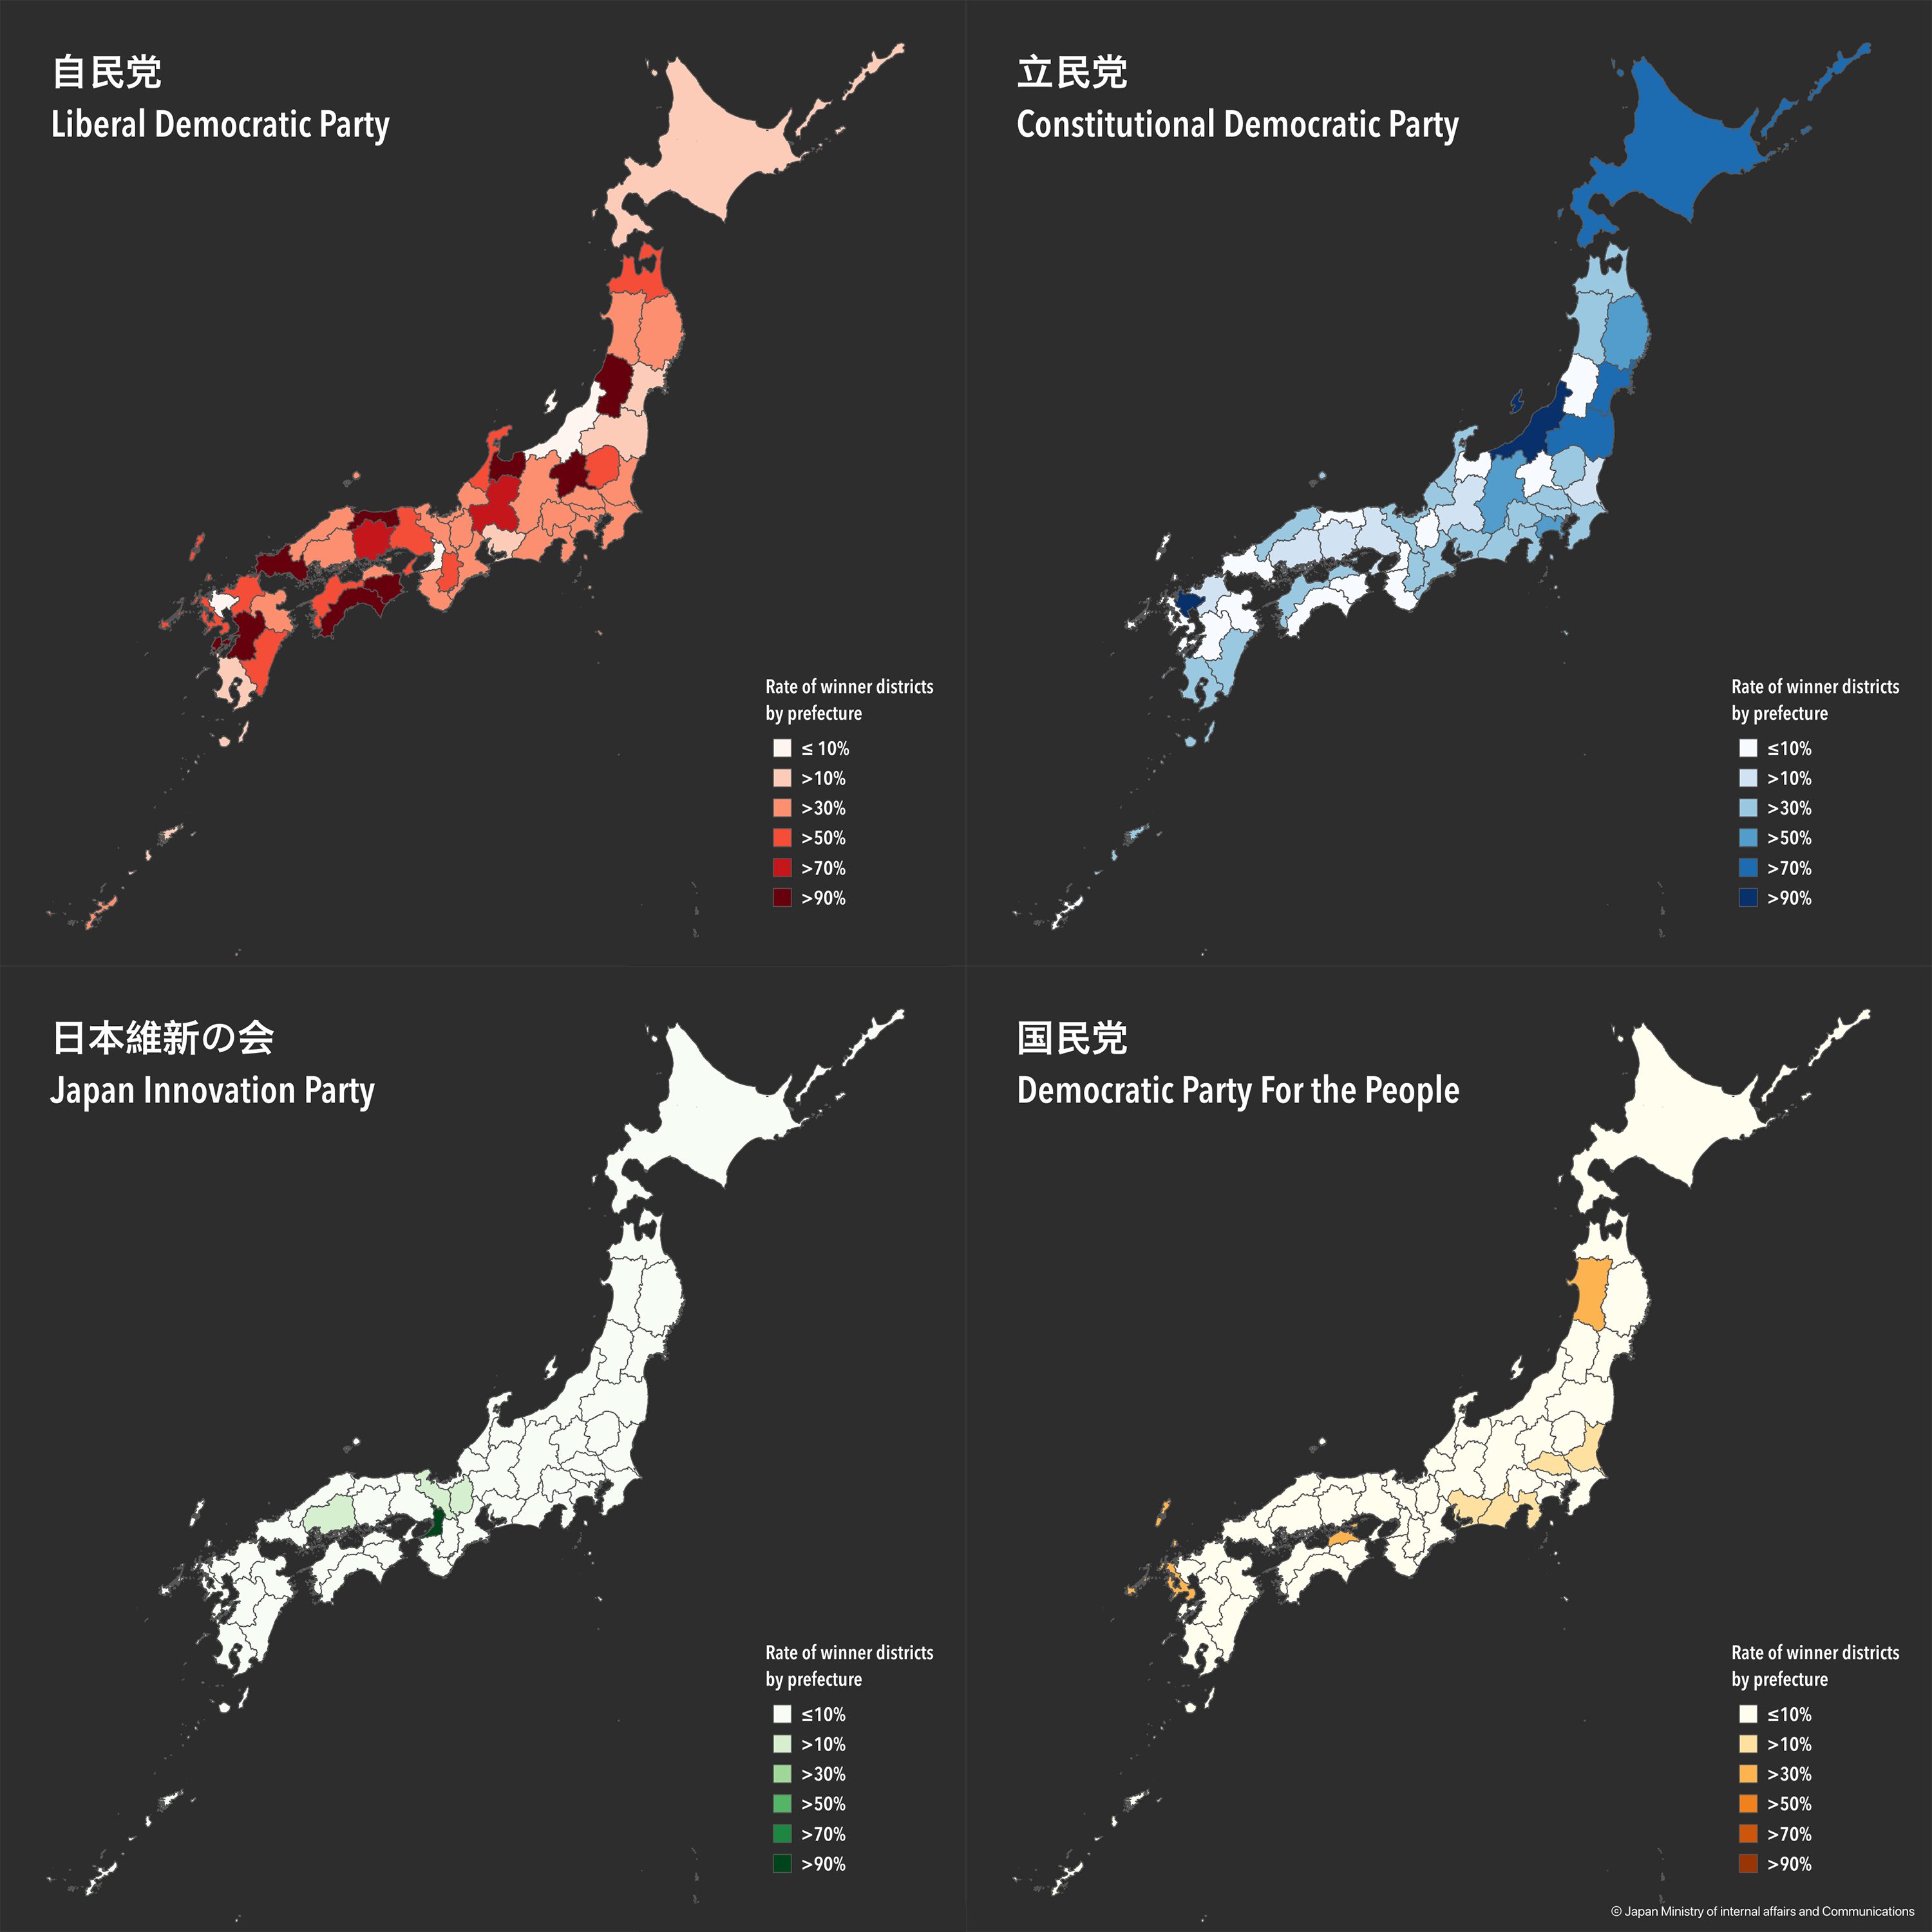 自民党
Liberal Democratic Party
Rate of winner districts
by prefecture
≤ 10%
>10%
>30%
>50%
>70%
>90%
立民党
Constitutional Democratic Party
Rate of winner districts
by prefecture
≤10%
>10%
>30%
>50%
>70%
>90%
日本維新の会
Japan Innovation Party
Rate of winner districts
by prefecture
≤10%
>10%
>30%
>50%
>70%
>90%
国民党
Democratic Party For the People
Rate of winner districts
by prefecture
≤10%
>10%
>30%
>50%
>70%
>90%
© Japan Ministry of internal affairs and Communications